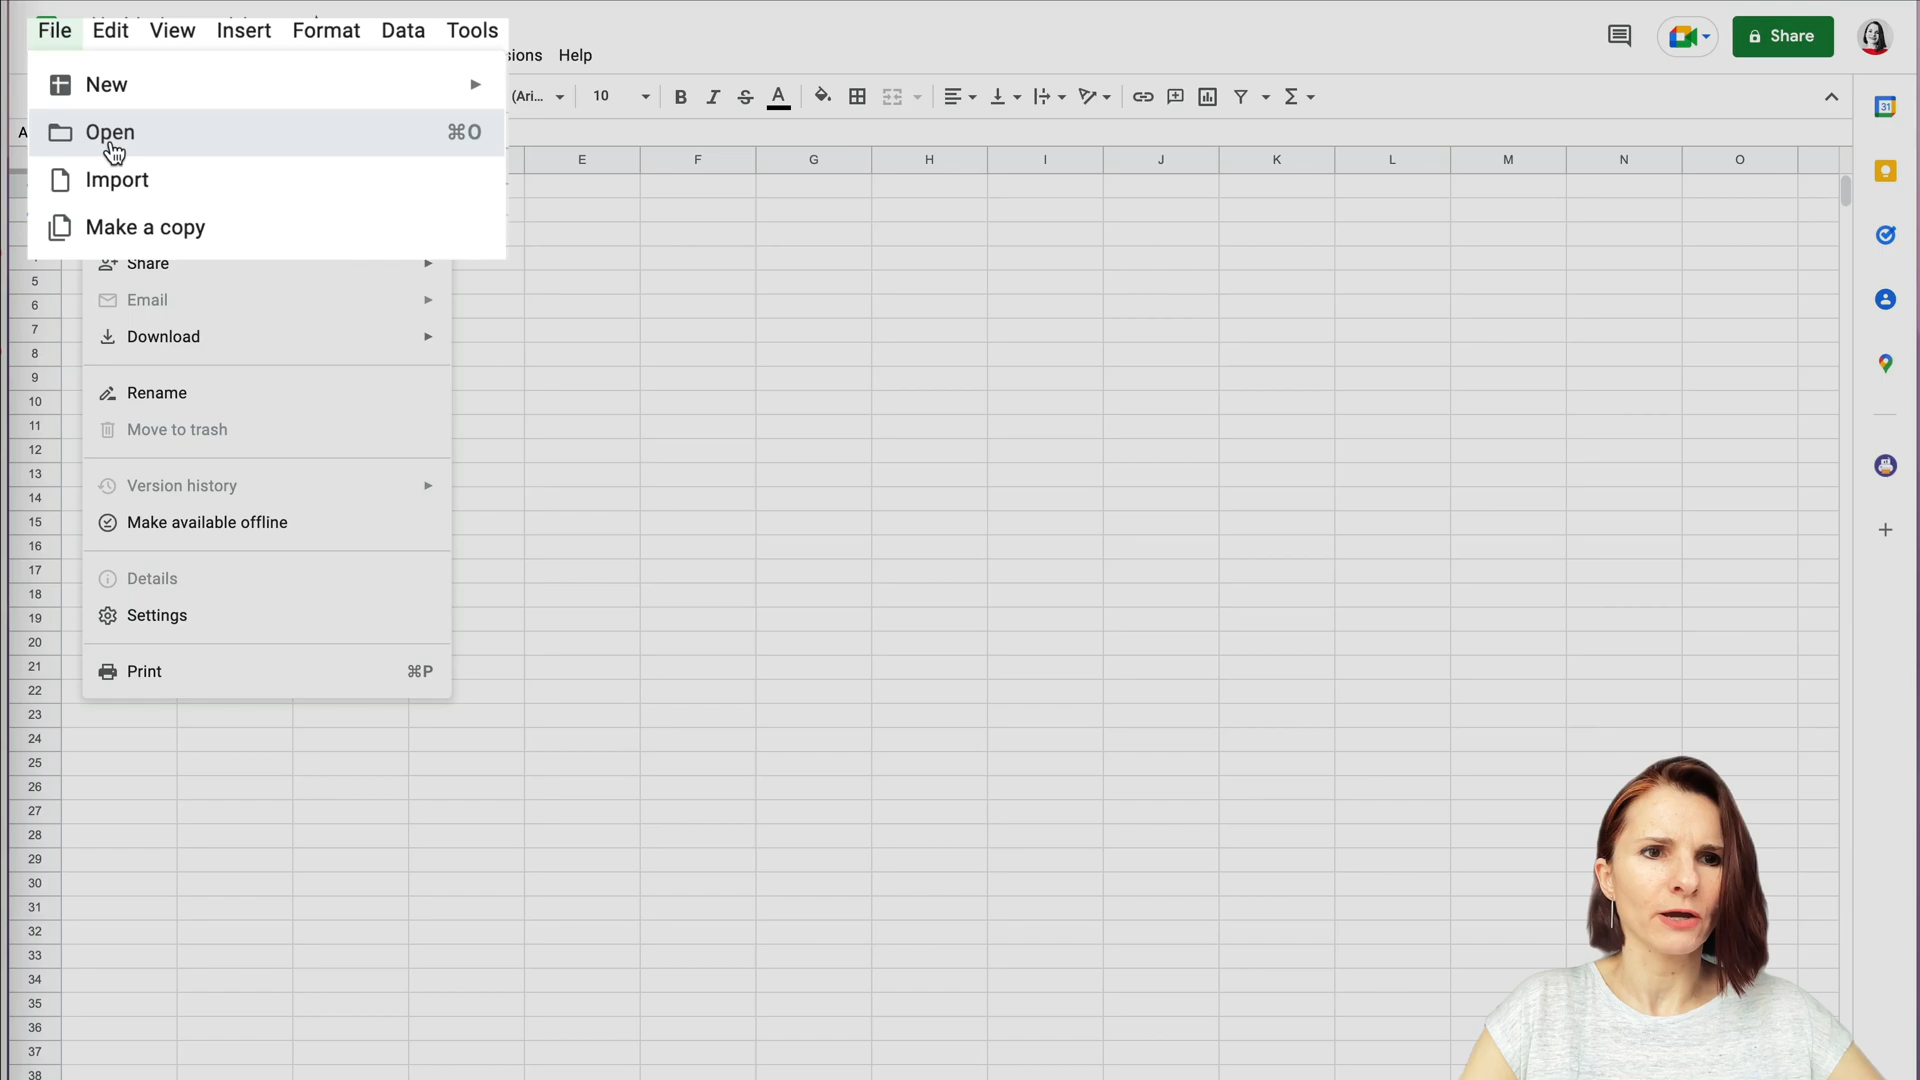 File Edit View Insert Format Data Tools
sions Help
Share
New
(Ari... 10
Open ⌘O
A
Import
Make a copy
E F G H I J K L M N O
Share
Email
Download
Rename
Move to trash
Version history
Make available offline
Details
Settings
Print ⌘P
31
5
6
7
8
9
10
11
12
13
14
15
16
17
18
19
20
21
22
23
24
25
26
27
28
29
30
31
32
33
34
35
36
37
38